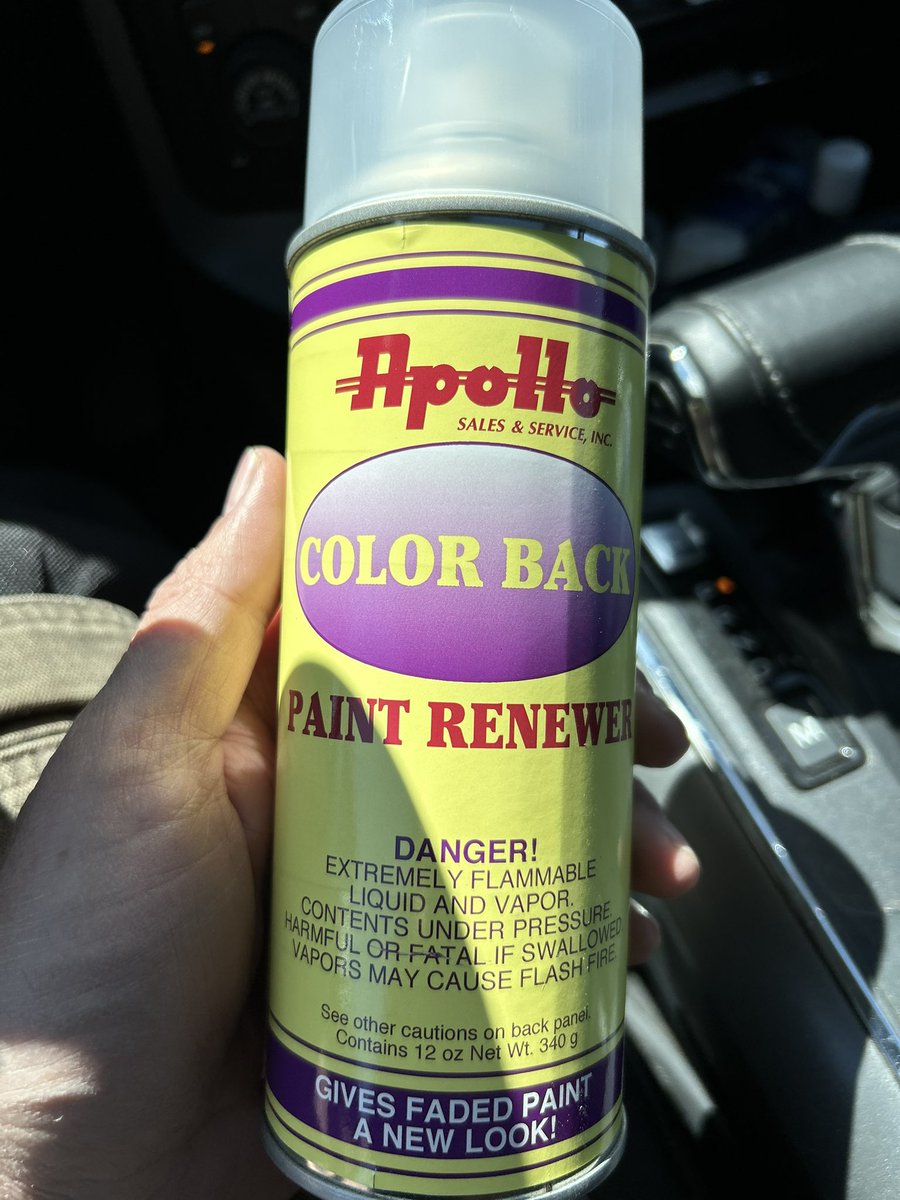 Apollo
SALES & SERVICE, INC.
COLOR BACK
PAINT RENEWER
DANGER!
EXTREMELY FLAMMABLE
LIQUID AND VAPOR.
CONTENTS UNDER PRESSURE.
HARMFUL OR FATAL IF SWALLOWED.
VAPORS MAY CAUSE FLASH FIRE.
See other cautions on back panel.
Contains 12 oz Net Wt. 340 g
GIVES FADED PAINT
A NEW LOOK!